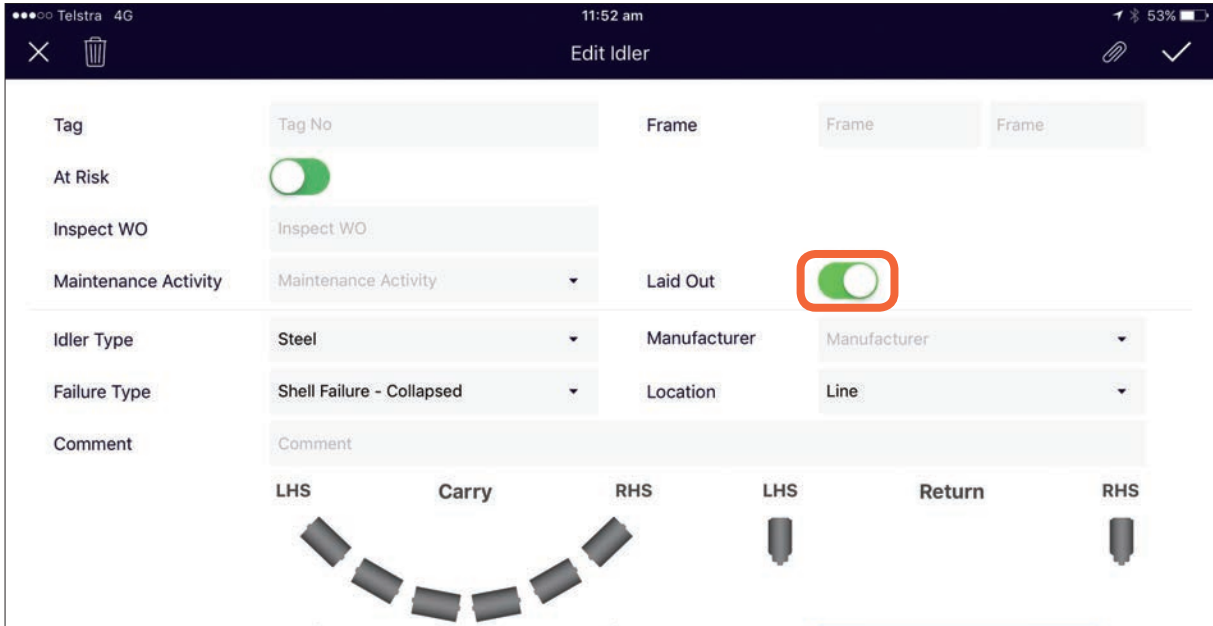 Telstra 4G 11:52 am 53%
Edit Idler
Tag Tag No Frame Frame Frame
At Risk
Inspect WO Inspect WO
Maintenance Activity Maintenance Activity Laid Out
Idler Type Steel Manufacturer Manufacturer
Failure Type Shell Failure - Collapsed Location Line
Comment Comment
LHS Carry RHS LHS Return RHS